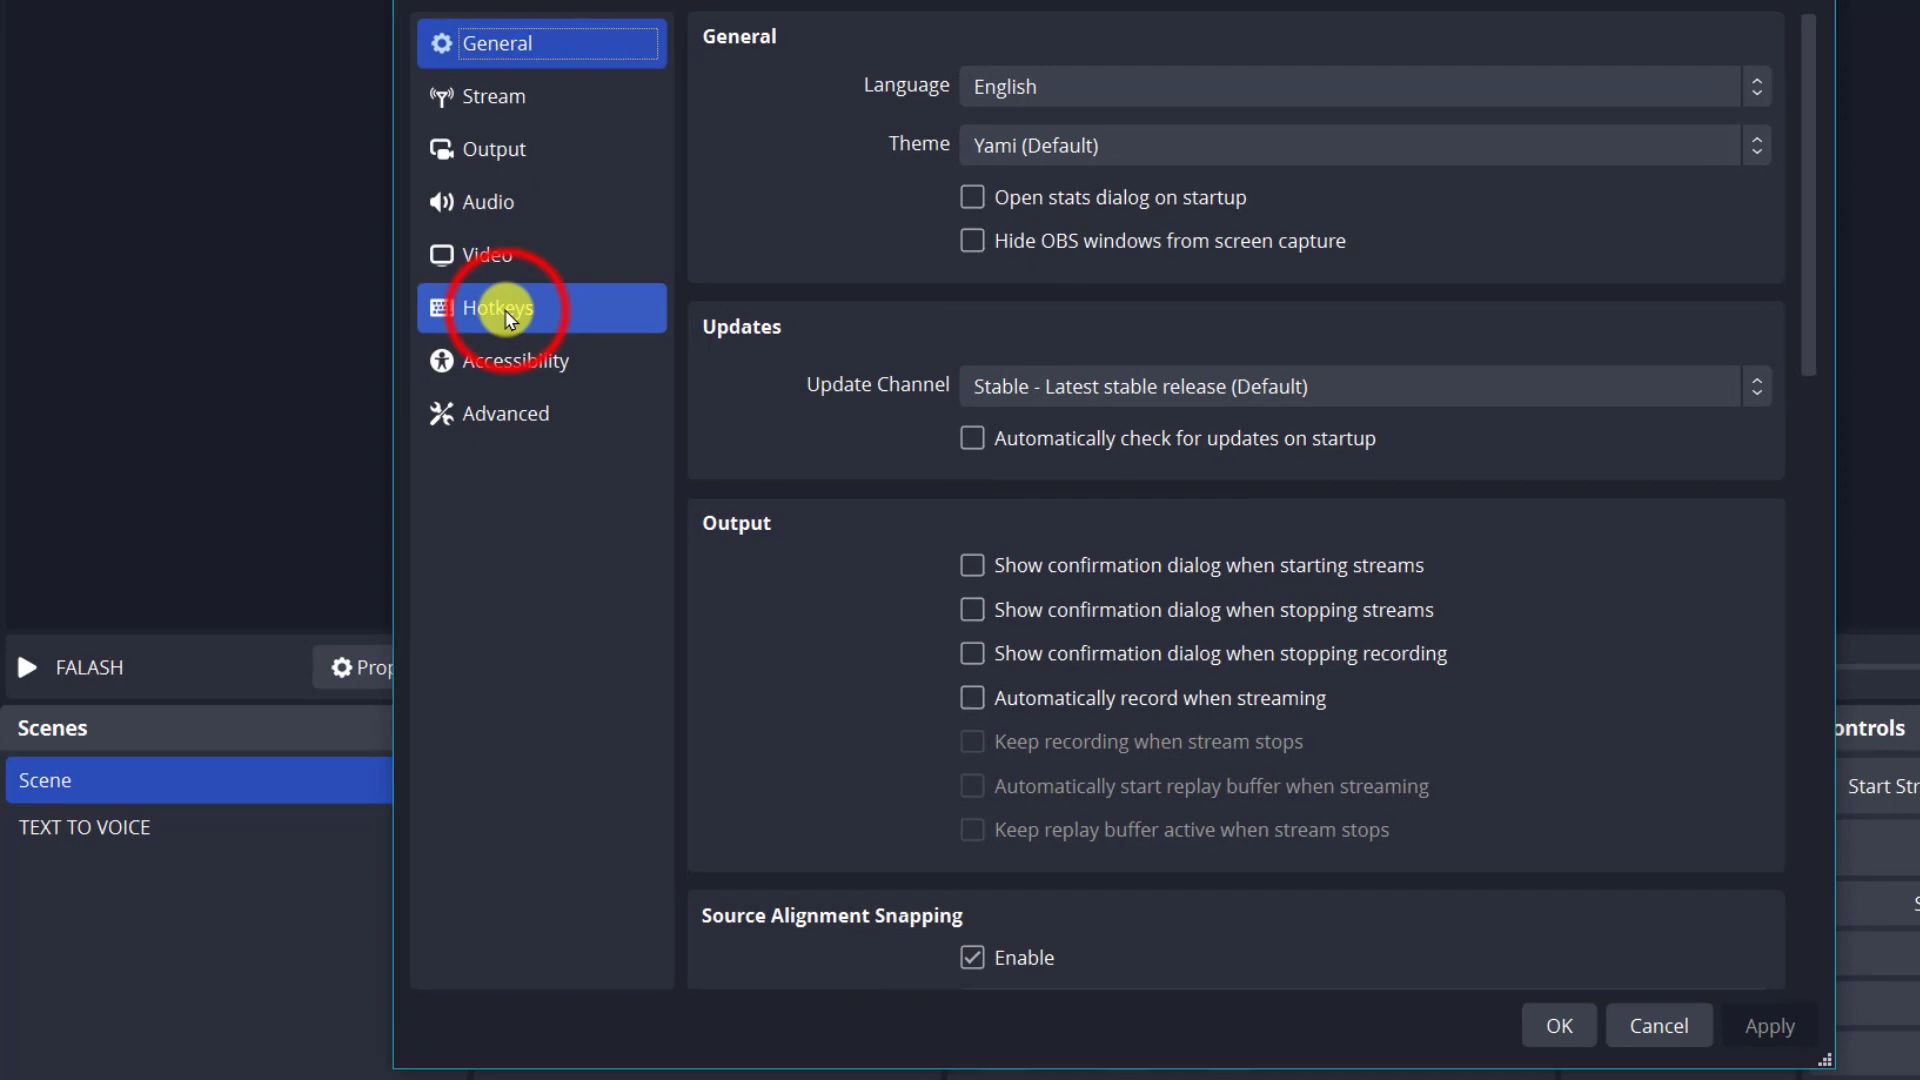 General
Stream
Output
Audio
Video
Hotkeys
Accessibility
Advanced
General
Language English
Theme Yami (Default)
Open stats dialog on startup
Hide OBS windows from screen capture
Updates
Update Channel Stable - Latest stable release (Default)
Automatically check for updates on startup
Output
Show confirmation dialog when starting streams
Show confirmation dialog when stopping streams
Show confirmation dialog when stopping recording
Automatically record when streaming
Keep recording when stream stops
Automatically start replay buffer when streaming
Keep replay buffer active when stream stops
Source Alignment Snapping
Enable
OK Cancel Apply
FALASH Prop
Scenes
Scene
TEXT TO VOICE
ontrols
Start Str
S